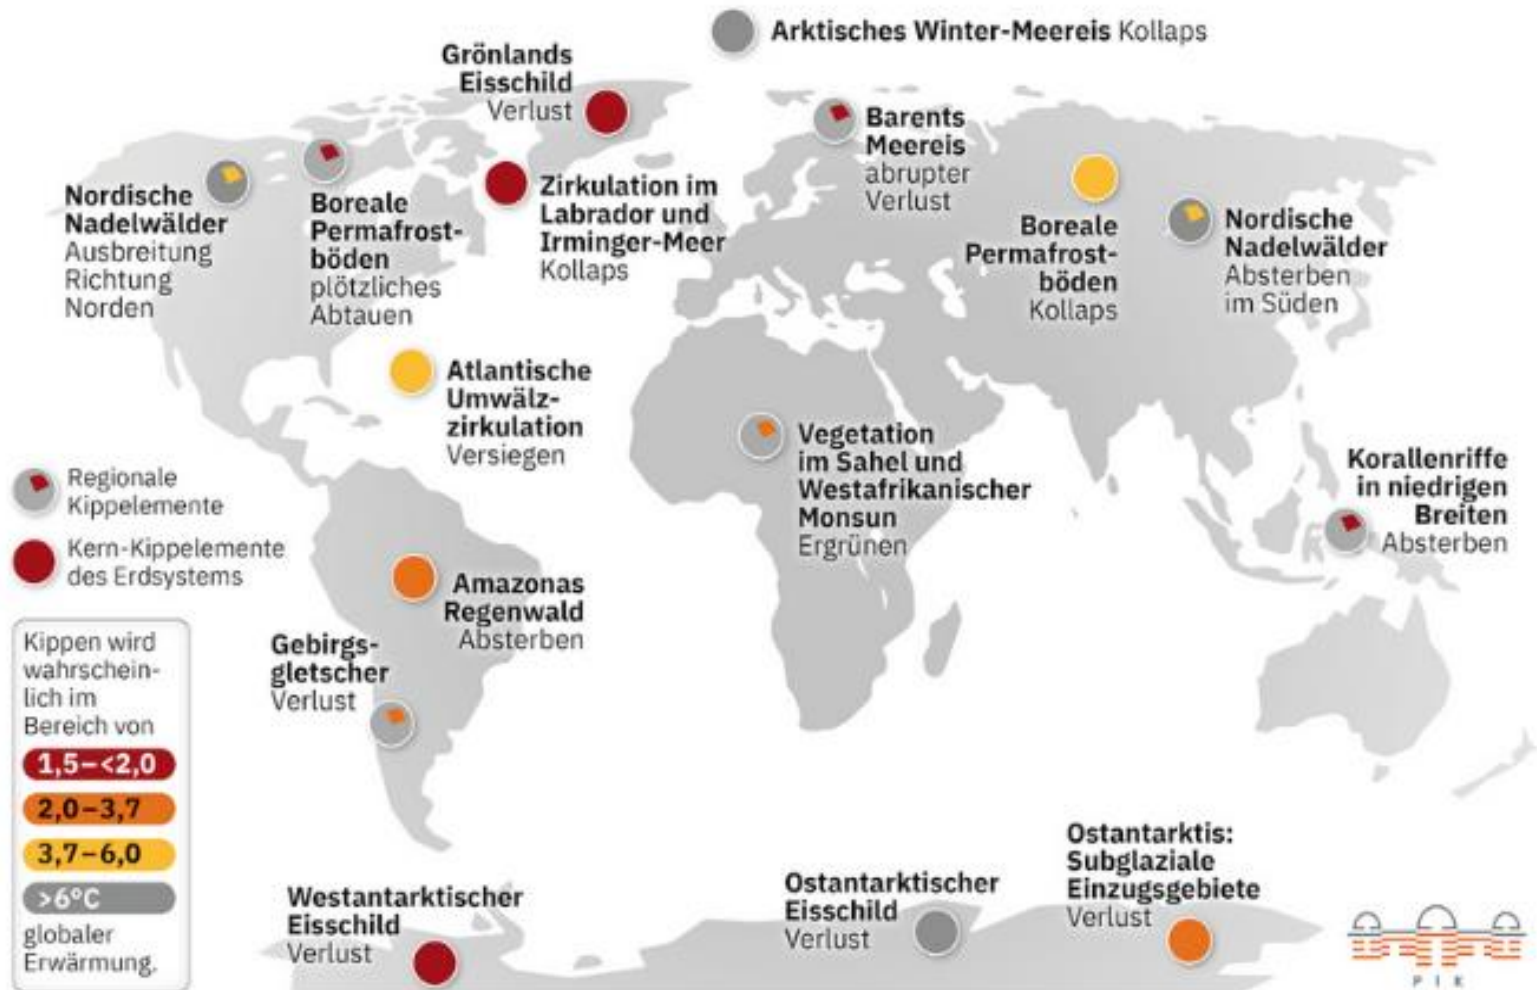 Arktisches Winter-Meereis Kollaps
Grönlands
Eisschild
Verlust
Barents
Meereis
abrupter
Verlust
Nordische
Nadelwälder
Ausbreitung
Richtung
Norden
Boreale
Permafrost-
böden
plötzliches
Abtauen
Zirkulation im
Labrador und
Irminger-Meer
Kollaps
Boreale
Permafrost-
böden
Kollaps
Nordische
Nadelwälder
Absterben
im Süden
Atlantische
Umwälz-
zirkulation
Versiegen
Vegetation
im Sahel und
Westafrikanischer
Monsun
Ergrünen
Korallenriffe
in niedrigen
Breiten
Absterben
Regionale
Kippelemente
Kern-Kippelemente
des Erdsystems
Amazonas
Regenwald
Absterben
Gebirgs-
gletscher
Verlust
Kippen wird
wahrschein-
lich im
Bereich von
1,5–<2,0
2,0–3,7
3,7–6,0
>6°C
globaler
Erwärmung.
Westantarktischer
Eisschild
Verlust
Ostantarktischer
Eisschild
Verlust
Ostantarktis:
Subglaziale
Einzugsgebiete
Verlust
PIK